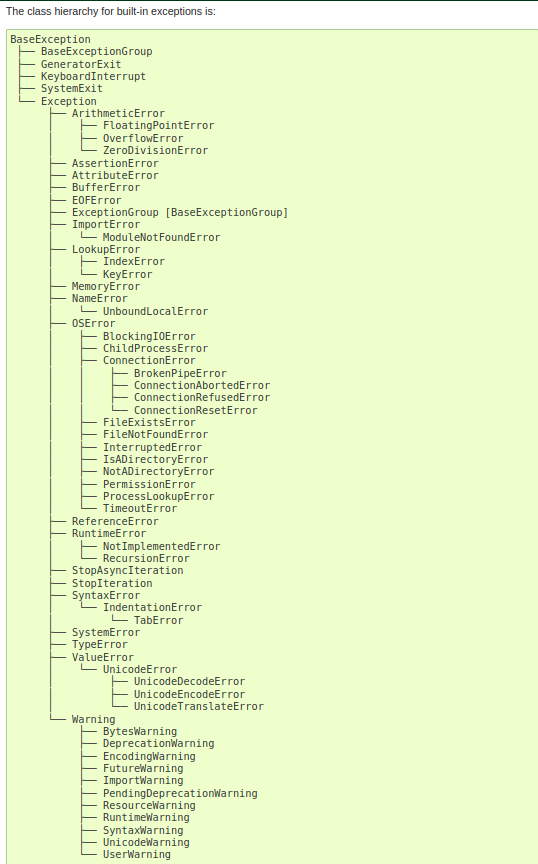 The class hierarchy for built-in exceptions is:
BaseException
├── BaseExceptionGroup
├── GeneratorExit
├── KeyboardInterrupt
├── SystemExit
└── Exception
     ├── ArithmeticError
     │    ├── FloatingPointError
     │    ├── OverflowError
     │    └── ZeroDivisionError
     ├── AssertionError
     ├── AttributeError
     ├── BufferError
     ├── EOFError
     ├── ExceptionGroup [BaseExceptionGroup]
     ├── ImportError
     │    └── ModuleNotFoundError
     ├── LookupError
     │    ├── IndexError
     │    └── KeyError
     ├── MemoryError
     ├── NameError
     │    └── UnboundLocalError
     ├── OSError
     │    ├── BlockingIOError
     │    ├── ChildProcessError
     │    ├── ConnectionError
     │    │    ├── BrokenPipeError
     │    │    ├── ConnectionAbortedError
     │    │    ├── ConnectionRefusedError
     │    │    └── ConnectionResetError
     │    ├── FileExistsError
     │    ├── FileNotFoundError
     │    ├── InterruptedError
     │    ├── IsADirectoryError
     │    ├── NotADirectoryError
     │    ├── PermissionError
     │    ├── ProcessLookupError
     │    └── TimeoutError
     ├── ReferenceError
     ├── RuntimeError
     │    ├── NotImplementedError
     │    └── RecursionError
     ├── StopAsyncIteration
     ├── StopIteration
     ├── SyntaxError
     │    └── IndentationError
     │         └── TabError
     ├── SystemError
     ├── TypeError
     ├── ValueError
     │    └── UnicodeError
     │         ├── UnicodeDecodeError
     │         ├── UnicodeEncodeError
     │         └── UnicodeTranslateError
     └── Warning
          ├── BytesWarning
          ├── DeprecationWarning
          ├── EncodingWarning
          ├── FutureWarning
          ├── ImportWarning
          ├── PendingDeprecationWarning
          ├── ResourceWarning
          ├── RuntimeWarning
          ├── SyntaxWarning
          ├── UnicodeWarning
          └── UserWarning